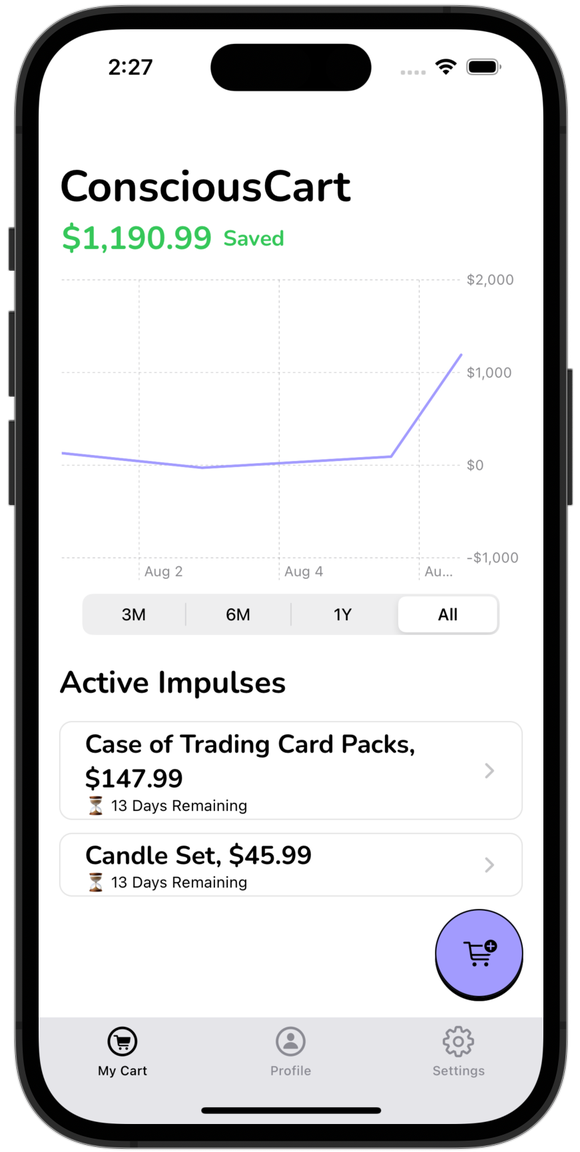 2:27
ConsciousCart
$1,190.99 Saved
$2,000
$1,000
$0
-$1,000
Aug 2 Aug 4 Au...
3M 6M 1Y All
Active Impulses
Case of Trading Card Packs,
$147.99
⏳ 13 Days Remaining
Candle Set, $45.99
⏳ 13 Days Remaining
My Cart Profile Settings